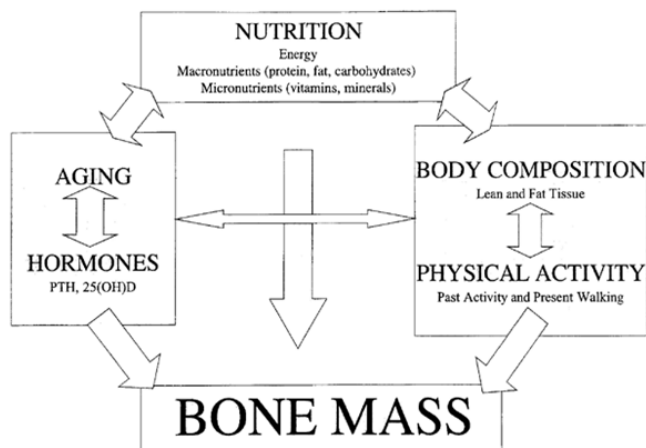 NUTRITION
Energy
Macronutrients (protein, fat, carbohydrates)
Micronutrients (vitamins, minerals)
AGING
HORMONES
PTH, 25(OH)D
BODY COMPOSITION
Lean and Fat Tissue
PHYSICAL ACTIVITY
Past Activity and Present Walking
BONE MASS